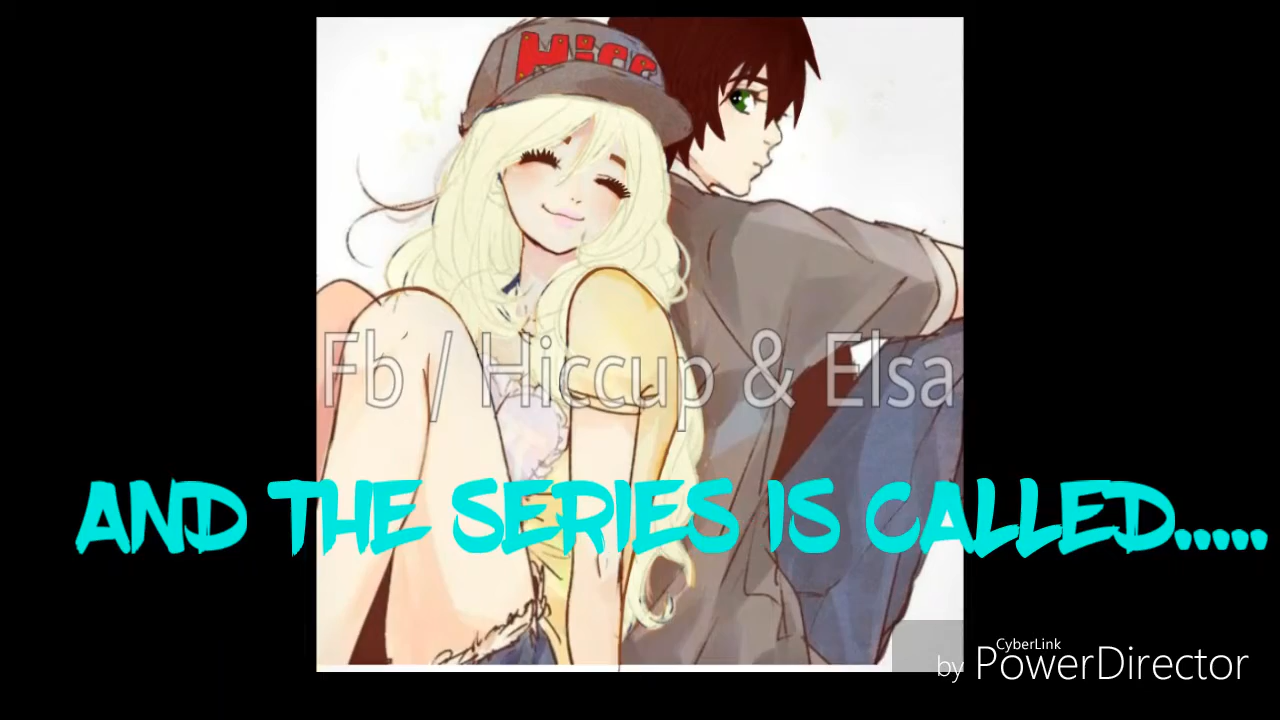 Hicc
Fb / Hiccup & Elsa
AND THE SERIES IS CALLED.....
CyberLink
by PowerDirector